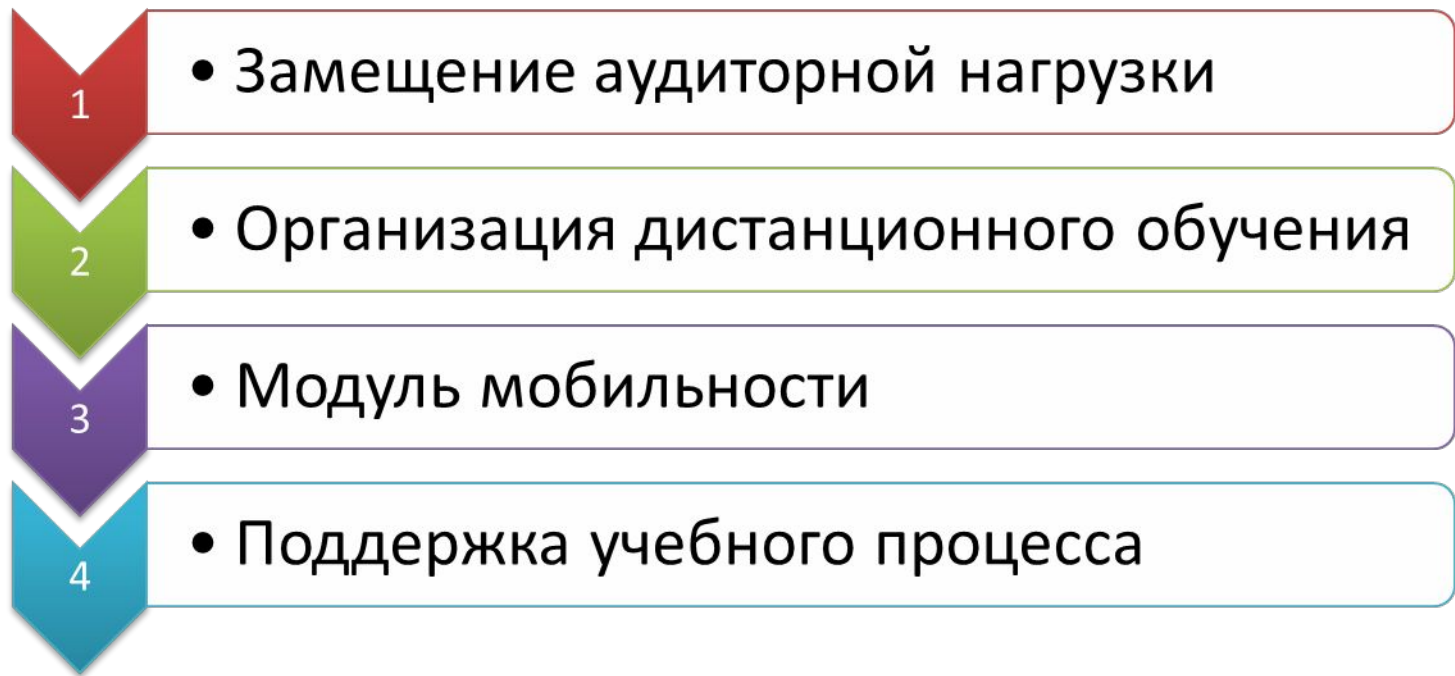 1
• Замещение аудиторной нагрузки
2
• Организация дистанционного обучения
3
• Модуль мобильности
4
• Поддержка учебного процесса